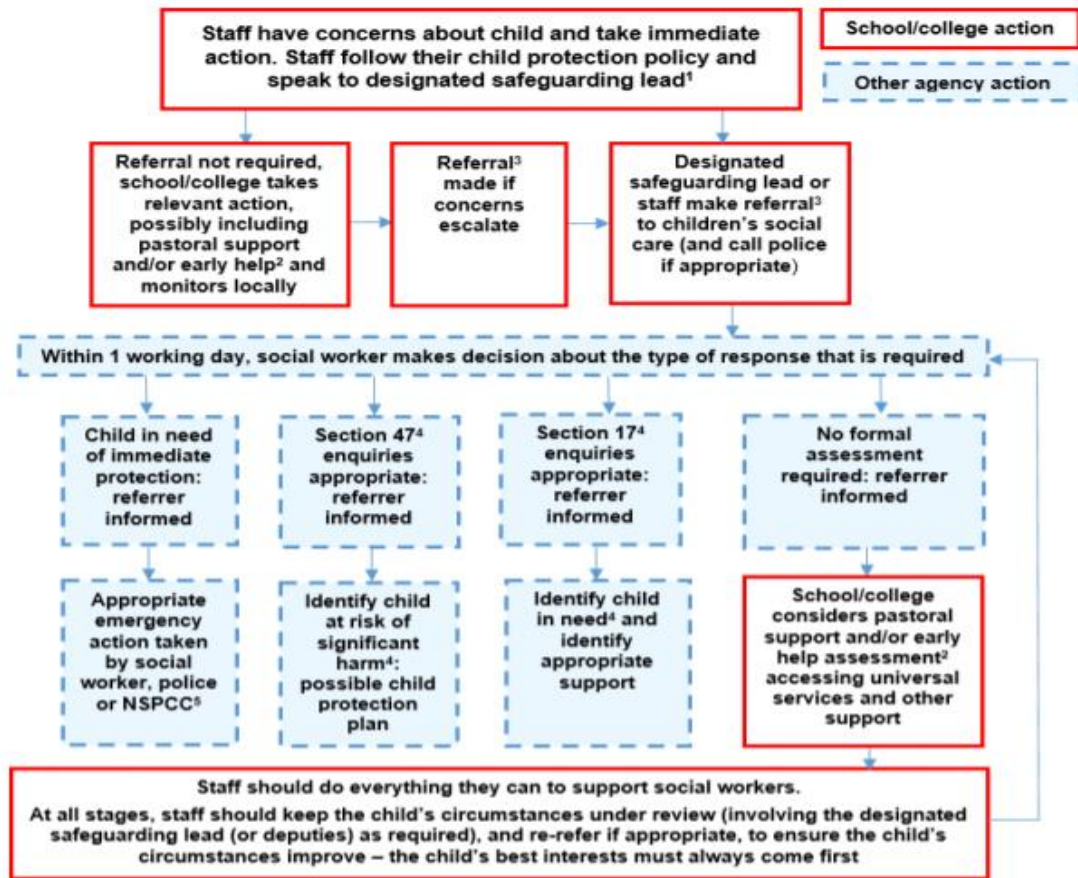 Staff have concerns about child and take immediate
action. Staff follow their child protection policy and
speak to designated safeguarding lead¹
School/college action
Other agency action
Referral not required,
school/college takes
relevant action,
possibly including
pastoral support
and/or early help² and
monitors locally
Referral³
made if
concerns
escalate
Designated
safeguarding lead or
staff make referral³
to children's social
care (and call police
if appropriate)
Within 1 working day, social worker makes decision about the type of response that is required
Child in need
of immediate
protection:
referrer
informed
Section 47⁴
enquiries
appropriate:
referrer
informed
Section 17⁴
enquiries
appropriate:
referrer
informed
No formal
assessment
required: referrer
informed
Appropriate
emergency
action taken
by social
worker, police
or NSPCC⁵
Identify child
at risk of
significant
harm⁴:
possible child
protection
plan
Identify child
in need⁴ and
identify
appropriate
support
School/college
considers pastoral
support and/or early
help assessment²
accessing universal
services and other
support
Staff should do everything they can to support social workers.
At all stages, staff should keep the child's circumstances under review (involving the designated
safeguarding lead (or deputies) as required), and re-refer if appropriate, to ensure the child's
circumstances improve – the child's best interests must always come first